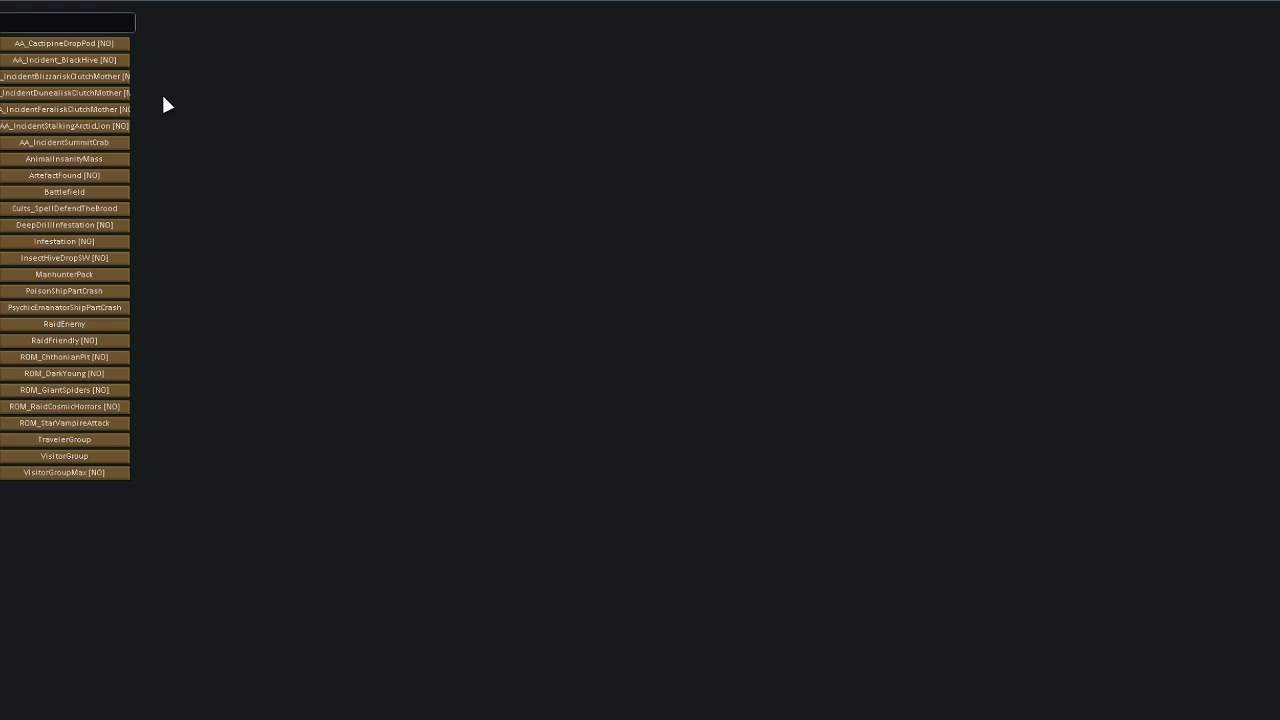 AA_CactipineDropPod [NO]
AA_Incident_BlackHive [NO]
_IncidentBlizzariskClutchMother [N
_IncidentDunealiskClutchMother [N
A_IncidentFeraliskClutchMother [NO
AA_IncidentStalkingArcticLion [NO]
AA_IncidentSummitCrab
AnimalInsanityMass
ArtefactFound [NO]
Battlefield
Cults_SpellDefendTheBrood
DeepDrillInfestation [NO]
Infestation [NO]
InsectHiveDropSW [NO]
ManhunterPack
PoisonShipPartCrash
PsychicEmanatorShipPartCrash
RaidEnemy
RaidFriendly [NO]
ROM_ChthonianPit [NO]
ROM_DarkYoung [NO]
ROM_GiantSpiders [NO]
ROM_RaidCosmicHorrors [NO]
ROM_StarVampireAttack
TravelerGroup
VisitorGroup
VisitorGroupMax [NO]